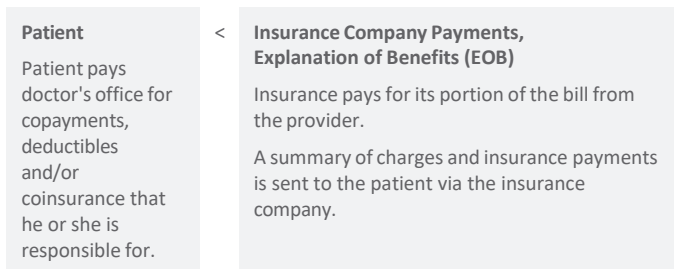 Patient
Patient pays
doctor's office for
copayments,
deductibles
and/or
coinsurance that
he or she is
responsible for.
<
Insurance Company Payments,
Explanation of Benefits (EOB)
Insurance pays for its portion of the bill from
the provider.
A summary of charges and insurance payments
is sent to the patient via the insurance
company.